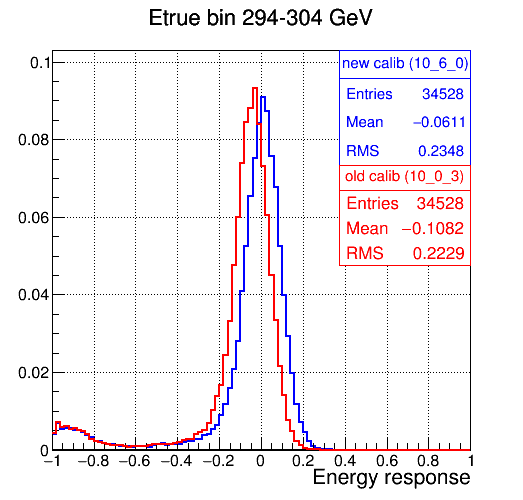 Etrue bin 294-304 GeV
new calib (10_6_0)
Entries 34528
Mean −0.0611
RMS 0.2348
old calib (10_0_3)
Entries 34528
Mean −0.1082
RMS 0.2229
0.1
0.08
0.06
0.04
0.02
0
−1 −0.8 −0.6 −0.4 −0.2 0 0.2 0.4 0.6 0.8 1
Energy response